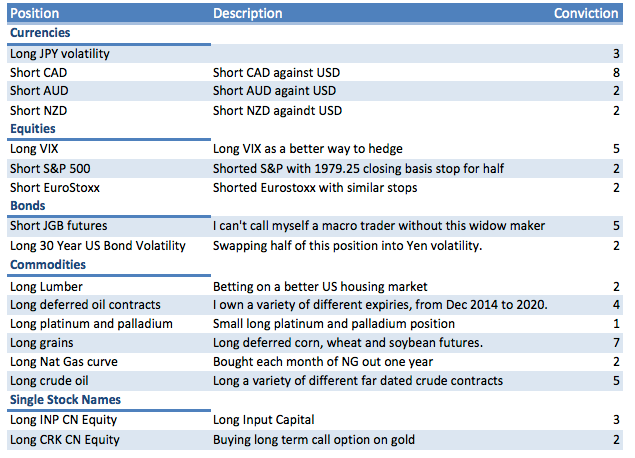 Position Description Conviction
Currencies
Long JPY volatility 3
Short CAD Short CAD against USD 8
Short AUD Short AUD againt USD 2
Short NZD Short NZD againdt USD 2
Equities
Long VIX Long VIX as a better way to hedge 5
Short S&P 500 Shorted S&P with 1979.25 closing basis stop for half 2
Short EuroStoxx Shorted Eurostoxx with similar stops 2
Bonds
Short JGB futures I can't call myself a macro trader without this widow maker 5
Long 30 Year US Bond Volatility Swapping half of this position into Yen volatility. 2
Commodities
Long Lumber Betting on a better US housing market 2
Long deferred oil contracts I own a variety of different expiries, from Dec 2014 to 2020. 4
Long platinum and palladium Small long platinum and palladium position 1
Long grains Long deferred corn, wheat and soybean futures. 7
Long Nat Gas curve Bought each month of NG out one year 2
Long crude oil Long a variety of different far dated crude contracts 5
Single Stock Names
Long INP CN Equity Long Input Capital 3
Long CRK CN Equity Buying long term call option on gold 2